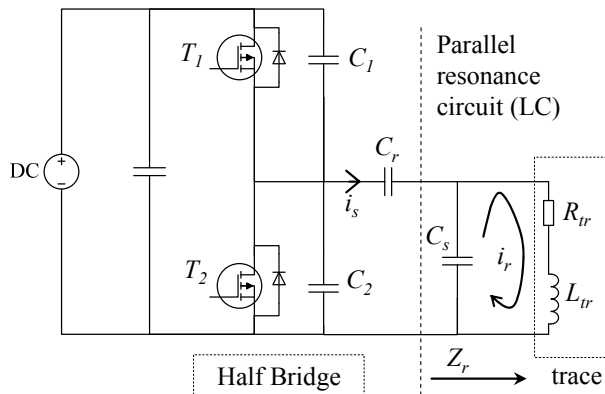 T1
C1
Parallel
resonance
circuit (LC)
DC
+
−
Cr
is
Cs
ir
Rtr
T2
C2
Ltr
Half Bridge
Zr
trace